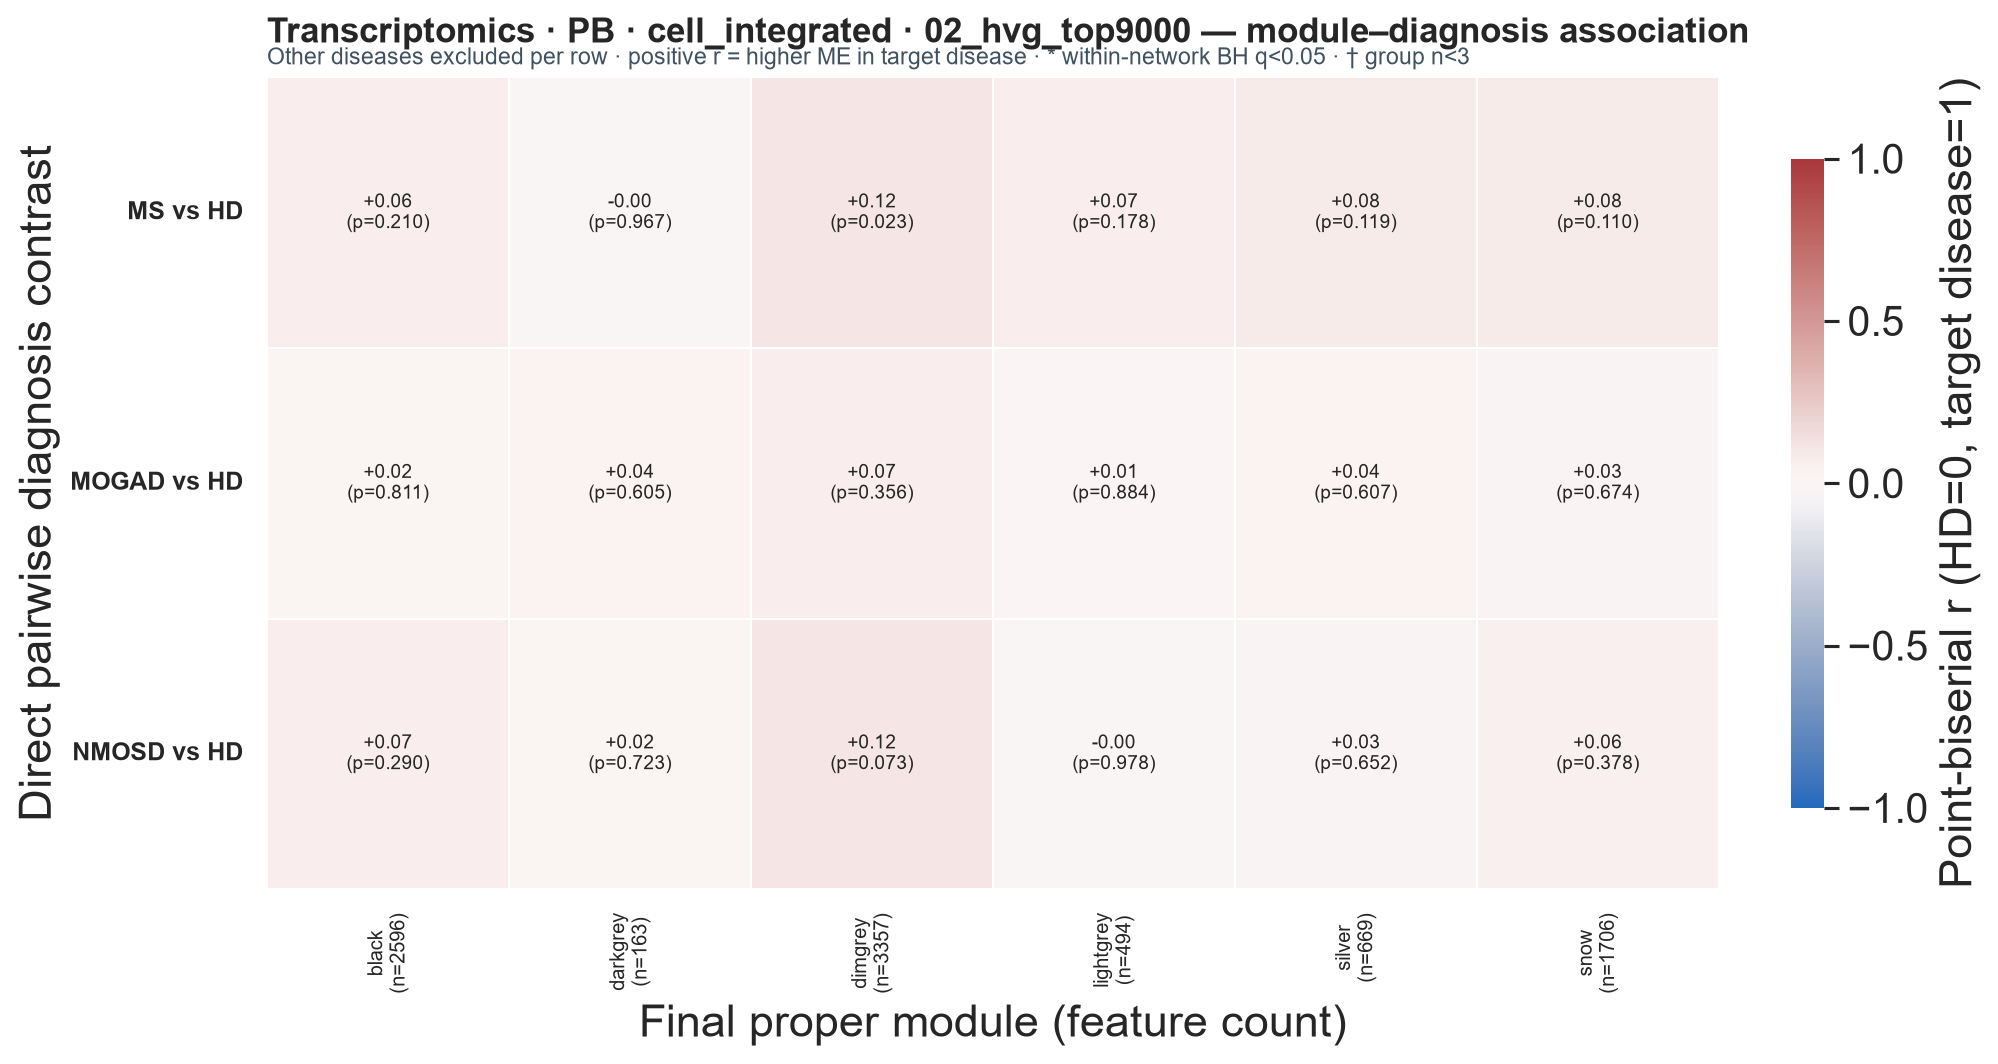 Transcriptomics · PB · cell_integrated · 02_hvg_top9000 — module–diagnosis association
Other diseases excluded per row · positive r = higher ME in target disease · * within-network BH q<0.05 · † group n<3
Direct pairwise diagnosis contrast
MS vs HD
+0.06
(p=0.210)
-0.00
(p=0.967)
+0.12
(p=0.023)
+0.07
(p=0.178)
+0.08
(p=0.119)
+0.08
(p=0.110)
MOGAD vs HD
+0.02
(p=0.811)
+0.04
(p=0.605)
+0.07
(p=0.356)
+0.01
(p=0.884)
+0.04
(p=0.607)
+0.03
(p=0.674)
NMOSD vs HD
+0.07
(p=0.290)
+0.02
(p=0.723)
+0.12
(p=0.073)
-0.00
(p=0.978)
+0.03
(p=0.652)
+0.06
(p=0.378)
black
(n=2596)
darkgrey
(n=163)
dimgrey
(n=3357)
lightgrey
(n=494)
silver
(n=669)
snow
(n=1706)
Final proper module (feature count)
1.0
0.5
0.0
−0.5
−1.0
Point-biserial r (HD=0, target disease=1)